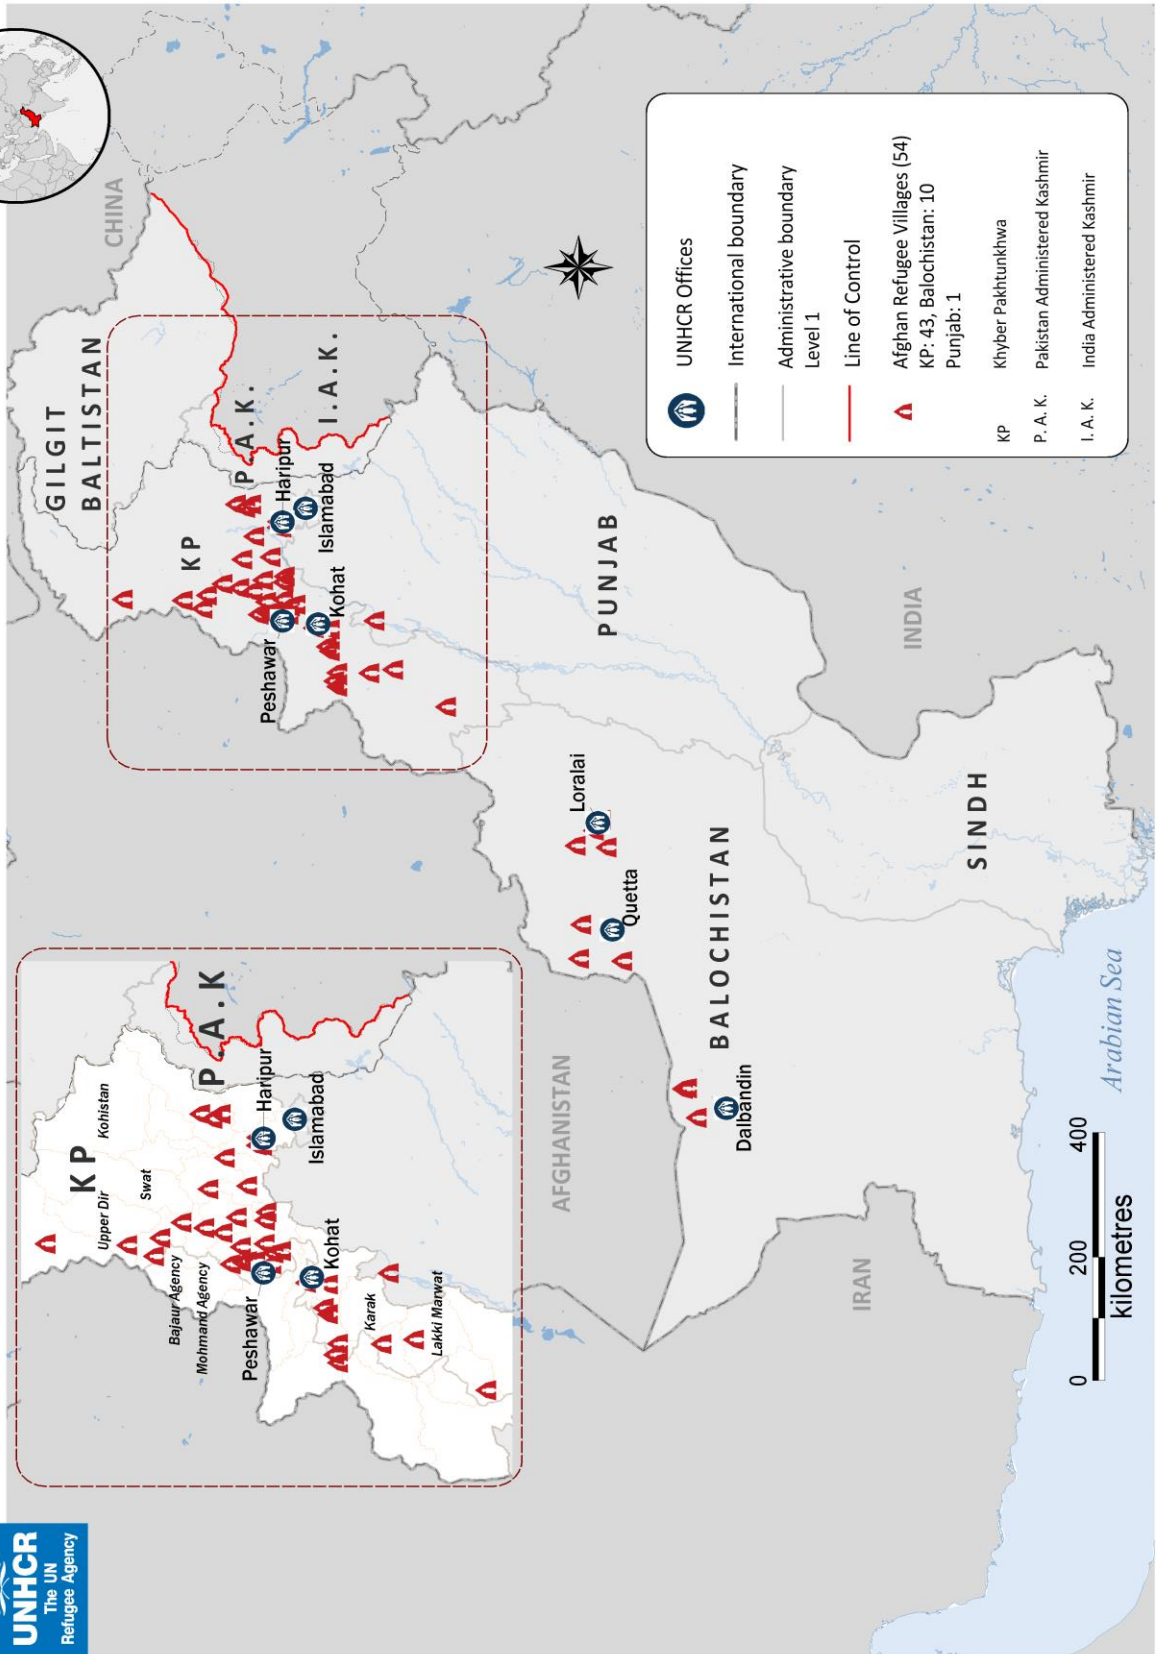 UNHCR
The UN
Refugee Agency
KP
Kohistan
Upper Dir
Swat
Bajaur Agency
Mohmand Agency
P.A.K
Haripur
Peshawar
Islamabad
Kohat
Karak
Lakki Marwat
CHINA
GILGIT
BALTISTAN
KP
P.A.K.
Haripur
I.A.K.
Peshawar
Islamabad
Kohat
PUNJAB
Loralai
Quetta
BALOCHISTAN
Dalbandin
AFGHANISTAN
IRAN
INDIA
SINDH
Arabian Sea
0 200 400
kilometres
UNHCR Offices
International boundary
Administrative boundary
Level 1
Line of Control
Afghan Refugee Villages (54)
KP: 43, Balochistan: 10
Punjab: 1
KP Khyber Pakhtunkhwa
P. A. K. Pakistan Administered Kashmir
I. A. K. India Administered Kashmir